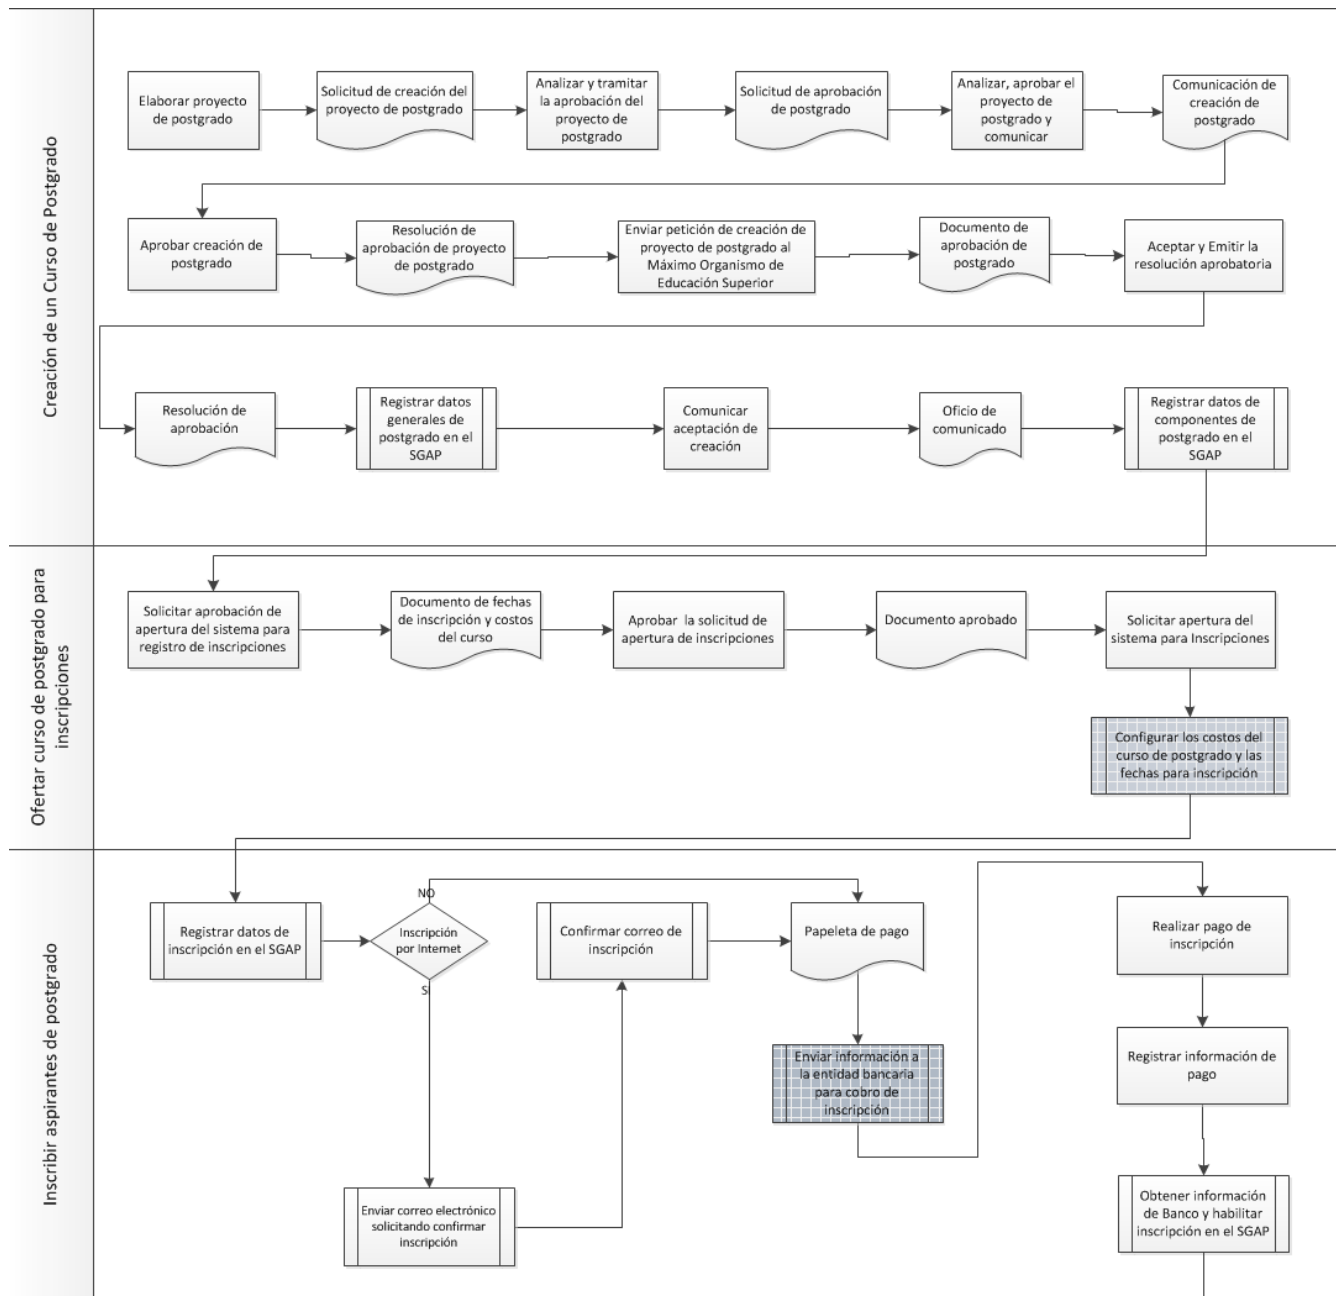 Creación de un Curso de Postgrado
Elaborar proyecto
de postgrado
Solicitud de creación del
proyecto de postgrado
Analizar y tramitar
la aprobación del
proyecto de
postgrado
Solicitud de aprobación
de postgrado
Analizar, aprobar el
proyecto de
postgrado y
comunicar
Comunicación de
creación de
postgrado
Aprobar creación de
postgrado
Resolución de
aprobación de proyecto
de postgrado
Enviar petición de creación de
proyecto de postgrado al
Máximo Organismo de
Educación Superior
Documento de
aprobación de
postgrado
Aceptar y Emitir la
resolución aprobatoria
Resolución de
aprobación
Registrar datos
generales de
postgrado en el
SGAP
Comunicar
aceptación de
creación
Oficio de
comunicado
Registrar datos de
componentes de
postgrado en el
SGAP
Ofertar curso de postgrado para
inscripciones
Solicitar aprobación de
apertura del sistema para
registro de inscripciones
Documento de fechas
de inscripción y costos
del curso
Aprobar la solicitud de
apertura de inscripciones
Documento aprobado
Solicitar apertura del
sistema para Inscripciones
Configurar los costos del
curso de postgrado y las
fechas para inscripción
Inscribir aspirantes de postgrado
Registrar datos de
inscripción en el SGAP
NO
Inscripción
por Internet
SI
Confirmar correo de
inscripción
Papeleta de pago
Realizar pago de
inscripción
Enviar información a
la entidad bancaria
para cobro de
inscripción
Registrar información de
pago
Enviar correo electrónico
solicitando confirmar
inscripción
Obtener información
de Banco y habilitar
inscripción en el SGAP